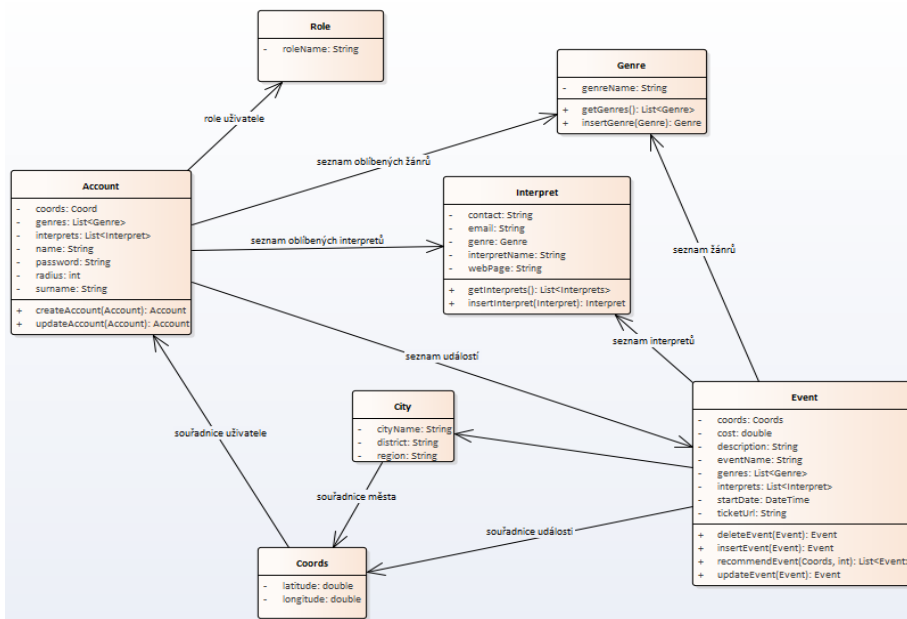 Role
- roleName: String
Genre
- genreName: String
+ getGenres(): List<Genre>
+ insertGenre(Genre): Genre
role uživatele
seznam oblíbených žánrů
Account
- coords: Coord
- genres: List<Genre>
- interprets: List<Interpret>
- name: String
- password: String
- radius: int
- surname: String
+ createAccount(Account): Account
+ updateAccount(Account): Account
Interpret
- contact: String
- email: String
- genre: Genre
- interpretName: String
- webPage: String
+ getInterprets(): List<Interprets>
+ insertInterpret(Interpret): Interpret
seznam oblíbených interpretů
seznam žánrů
seznam interpretů
seznam událostí
Event
- coords: Coords
- cost: double
- description: String
- eventName: String
- genres: List<Genre>
- interprets: List<Interpret>
- startDate: DateTime
- ticketUrl: String
+ deleteEvent(Event): Event
+ insertEvent(Event): Event
+ recommendEvent(Coords, int): List<Event>
+ updateEvent(Event): Event
City
- cityName: String
- district: String
- region: String
souřadnice uživatele
souřadnice města
souřadnice události
Coords
- latitude: double
- longitude: double